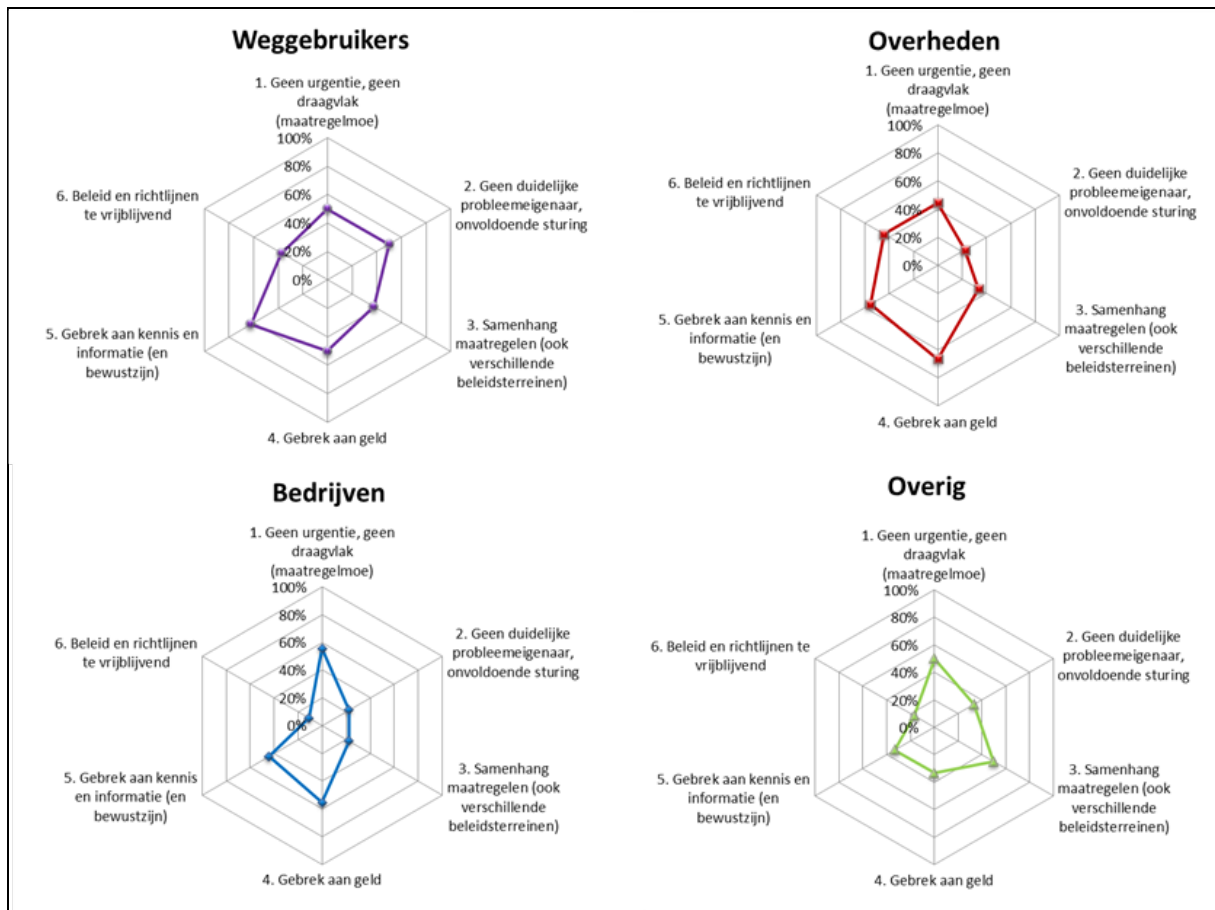 Weggebruikers
1. Geen urgentie, geen
draagvlak
(maatregelmoe)
100%
80%
60%
40%
20%
0%
2. Geen duidelijke
probleemeigenaar,
onvoldoende sturing
3. Samenhang
maatregelen (ook
verschillende
beleidsterreinen)
4. Gebrek aan geld
5. Gebrek aan kennis en
informatie (en
bewustzijn)
6. Beleid en richtlijnen
te vrijblijvend
Overheden
1. Geen urgentie, geen
draagvlak
(maatregelmoe)
100%
80%
60%
40%
20%
0%
2. Geen duidelijke
probleemeigenaar,
onvoldoende sturing
3. Samenhang
maatregelen (ook
verschillende
beleidsterreinen)
4. Gebrek aan geld
5. Gebrek aan kennis en
informatie (en
bewustzijn)
6. Beleid en richtlijnen
te vrijblijvend
Bedrijven
1. Geen urgentie, geen
draagvlak
(maatregelmoe)
100%
80%
60%
40%
20%
0%
2. Geen duidelijke
probleemeigenaar,
onvoldoende sturing
3. Samenhang
maatregelen (ook
verschillende
beleidsterreinen)
4. Gebrek aan geld
5. Gebrek aan kennis
en informatie (en
bewustzijn)
6. Beleid en richtlijnen
te vrijblijvend
Overig
1. Geen urgentie, geen
draagvlak
(maatregelmoe)
100%
80%
60%
40%
20%
0%
2. Geen duidelijke
probleemeigenaar,
onvoldoende sturing
3. Samenhang
maatregelen (ook
verschillende
beleidsterreinen)
4. Gebrek aan geld
5. Gebrek aan kennis en
informatie (en
bewustzijn)
6. Beleid en richtlijnen te
vrijblijvend